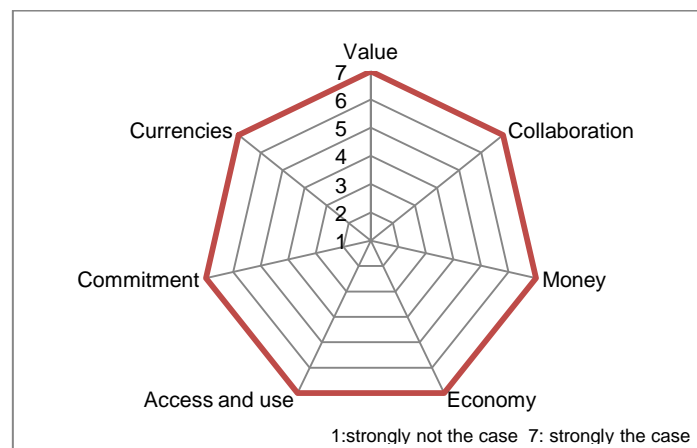 Value
7
6
5
4
3
2
1
Currencies
Collaboration
Commitment
Money
Access and use
Economy
1:strongly not the case 7: strongly the case